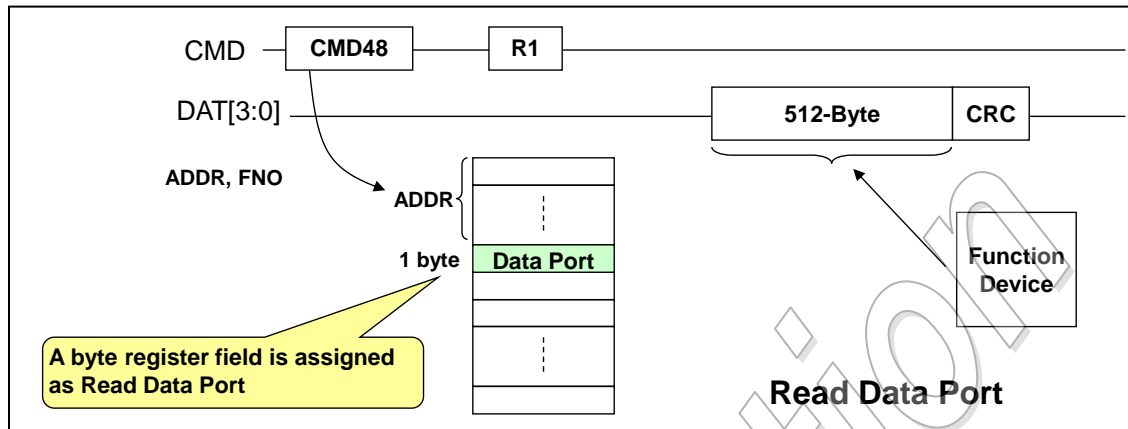 CMD CMD48 R1
DAT[3:0] 512-Byte CRC
ADDR, FNO
ADDR
1 byte Data Port
Function
Device
A byte register field is assigned
as Read Data Port
Read Data Port
tion